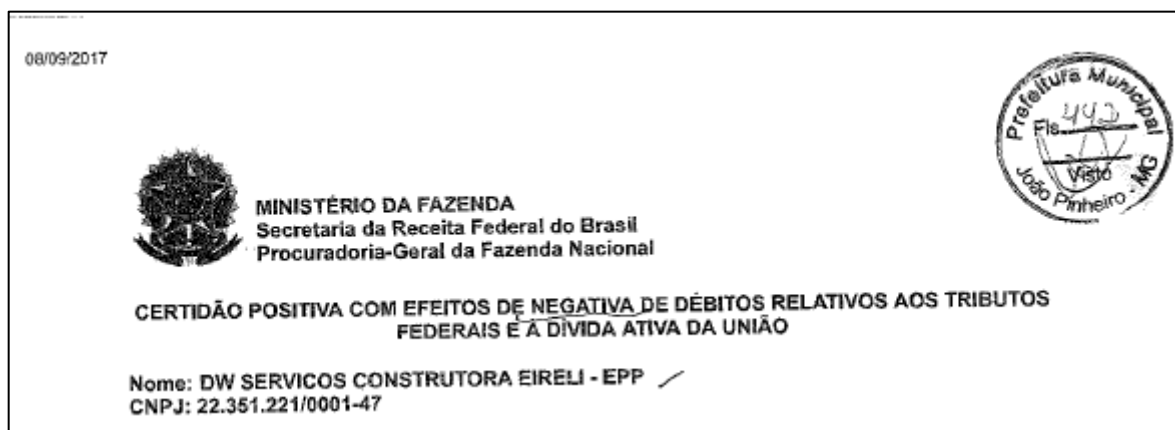 08/09/2017
Prefeitura Municipal
Fls. 442
Visto
João Pinheiro - MG
MINISTÉRIO DA FAZENDA
Secretaria da Receita Federal do Brasil
Procuradoria-Geral da Fazenda Nacional
CERTIDÃO POSITIVA COM EFEITOS DE NEGATIVA DE DÉBITOS RELATIVOS AOS TRIBUTOS
FEDERAIS E À DÍVIDA ATIVA DA UNIÃO
Nome: DW SERVICOS CONSTRUTORA EIRELI - EPP
CNPJ: 22.351.221/0001-47